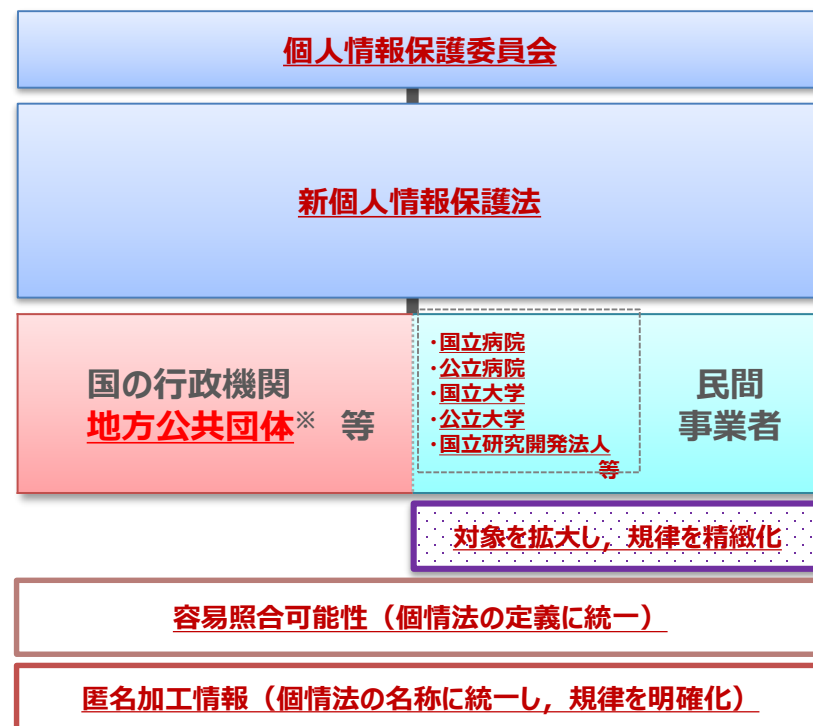 個人情報保護委員会
新個人情報保護法
国の行政機関
地方公共団体※ 等
・国立病院
・公立病院
・国立大学
・公立大学
・国立研究開発法人
等
民間
事業者
対象を拡大し，規律を精緻化
容易照合可能性（個情法の定義に統一）
匿名加工情報（個情法の名称に統一し，規律を明確化）